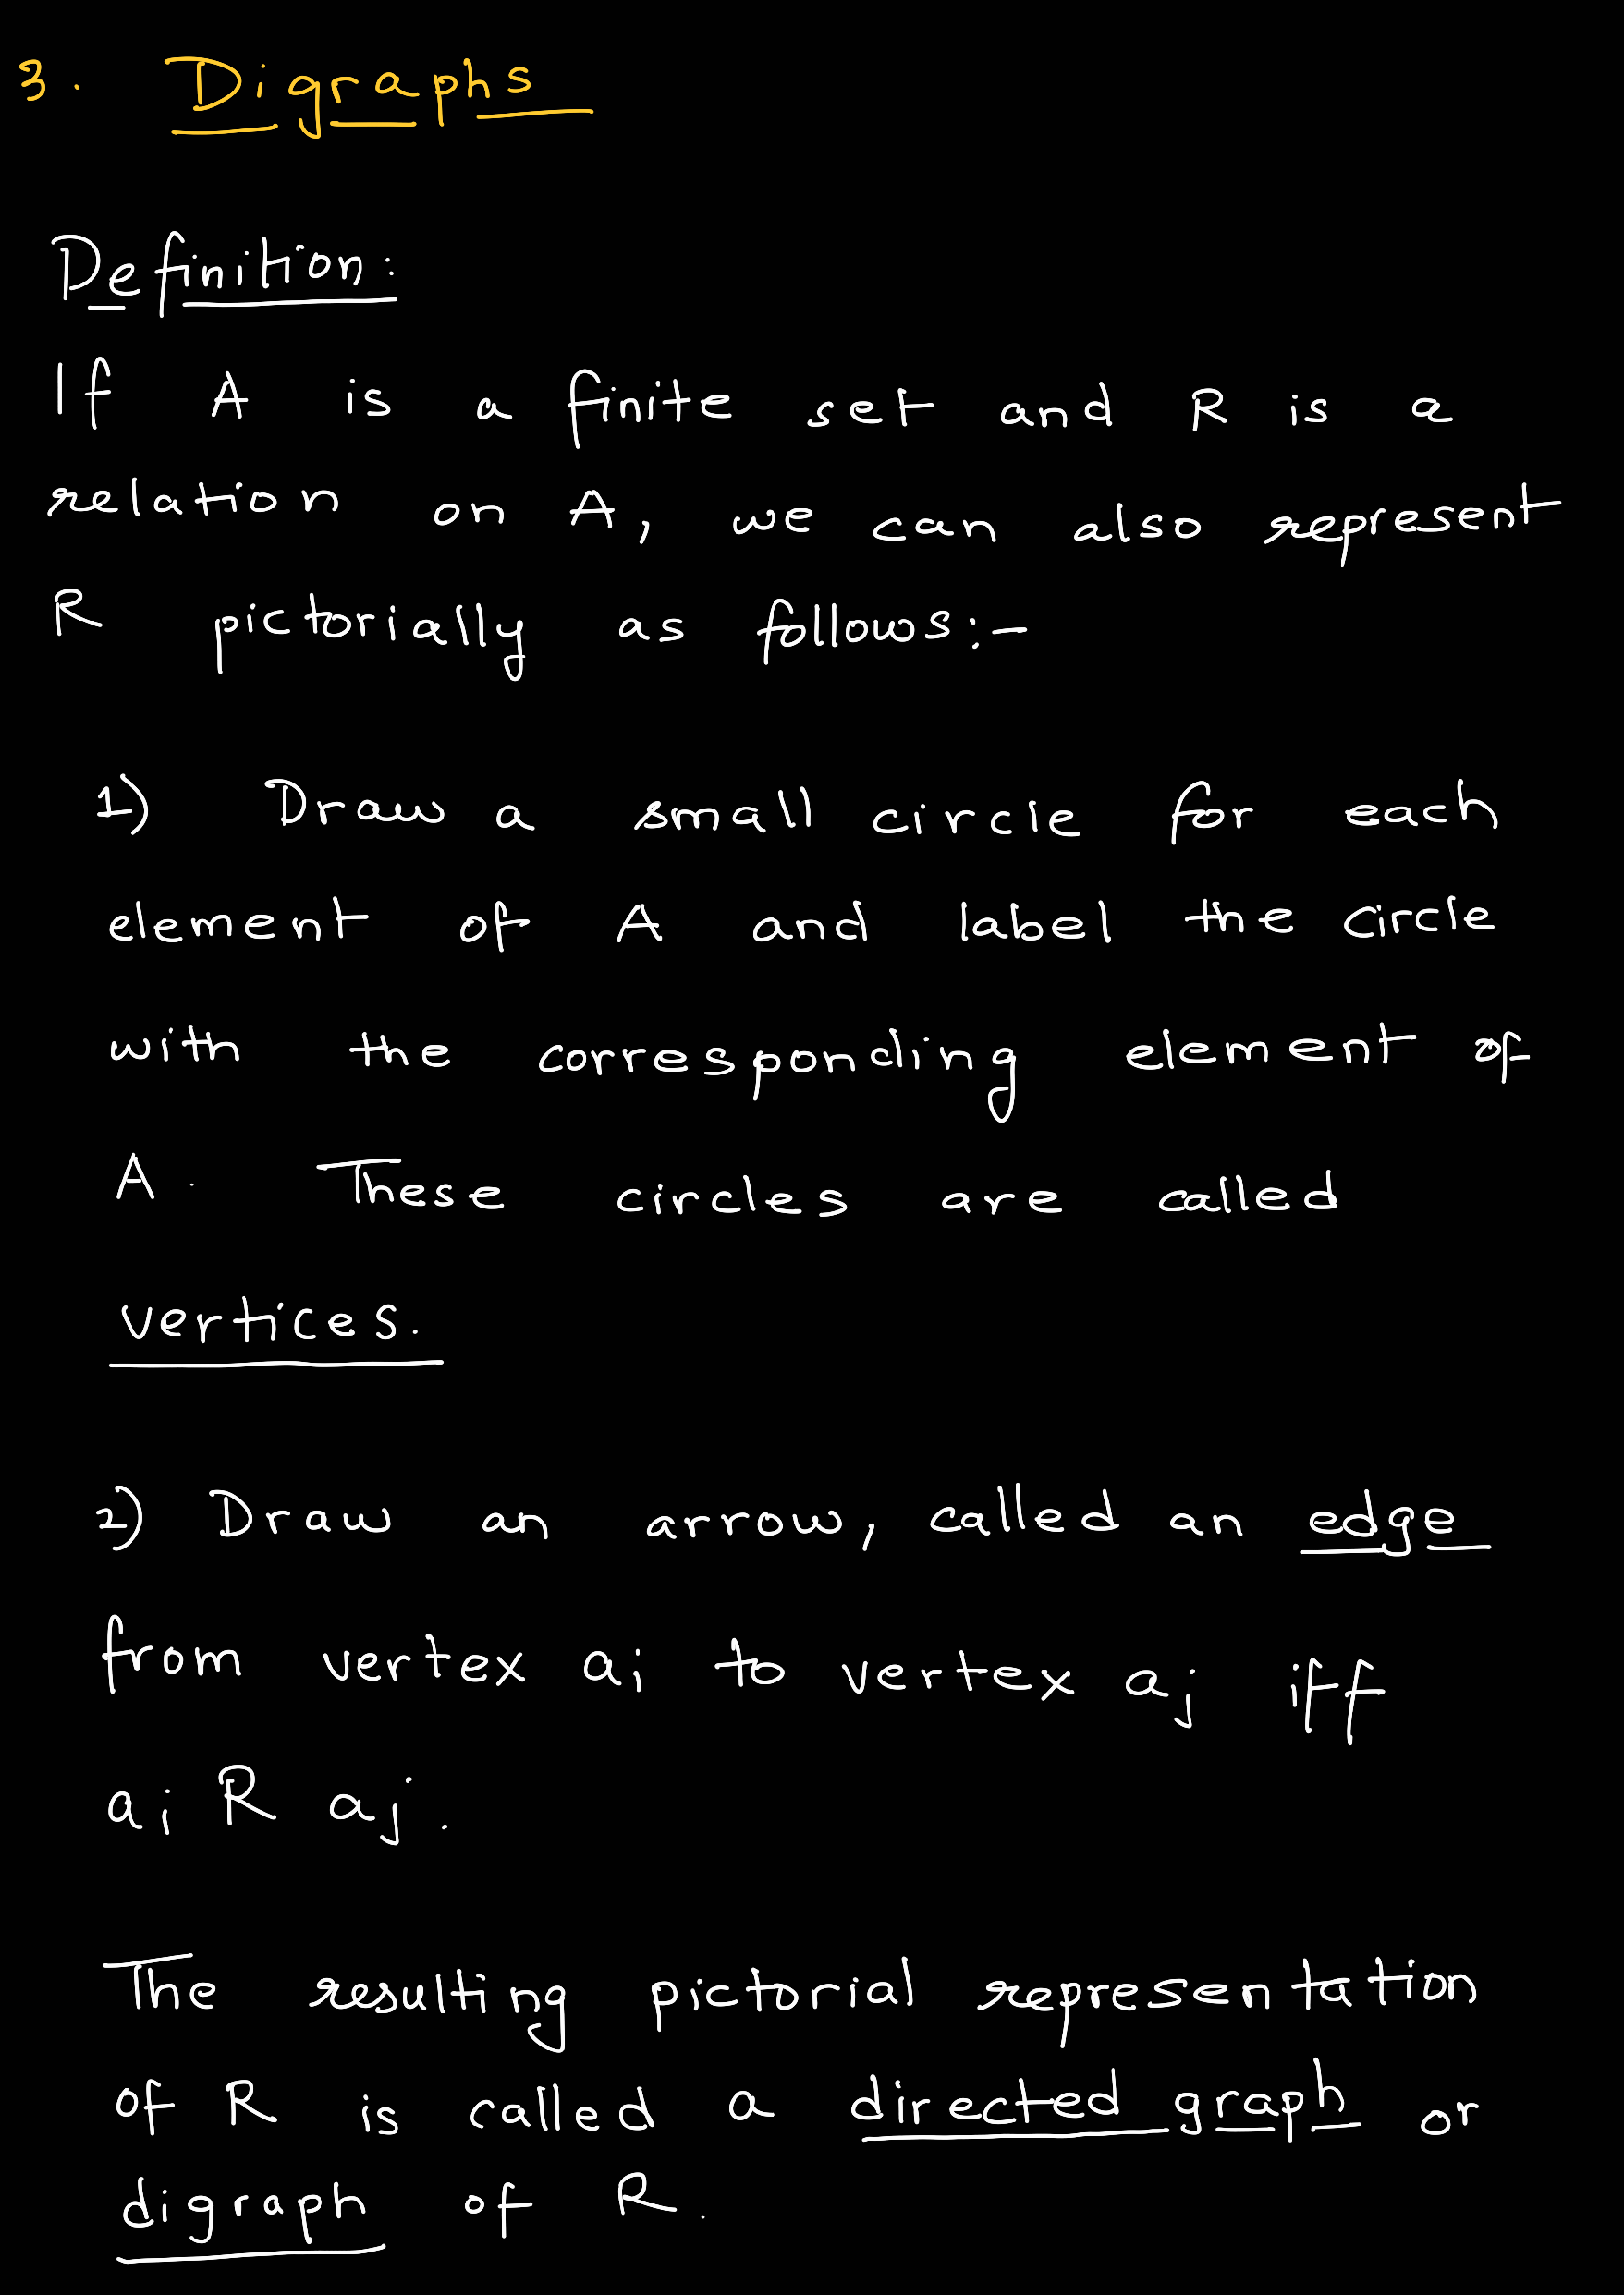 3. Digraphs
Definition:
If A is a finite set and R is a
relation on A, we can also represent
R pictorially as follows:-
1) Draw a small circle for each
element of A and label the circle
with the corresponding element of
A. These circles are called
vertices.
2) Draw an arrow, called an edge
from vertex ai to vertex aj iff
ai R aj.
The resulting pictorial representation
of R is called a directed graph or
digraph of R.